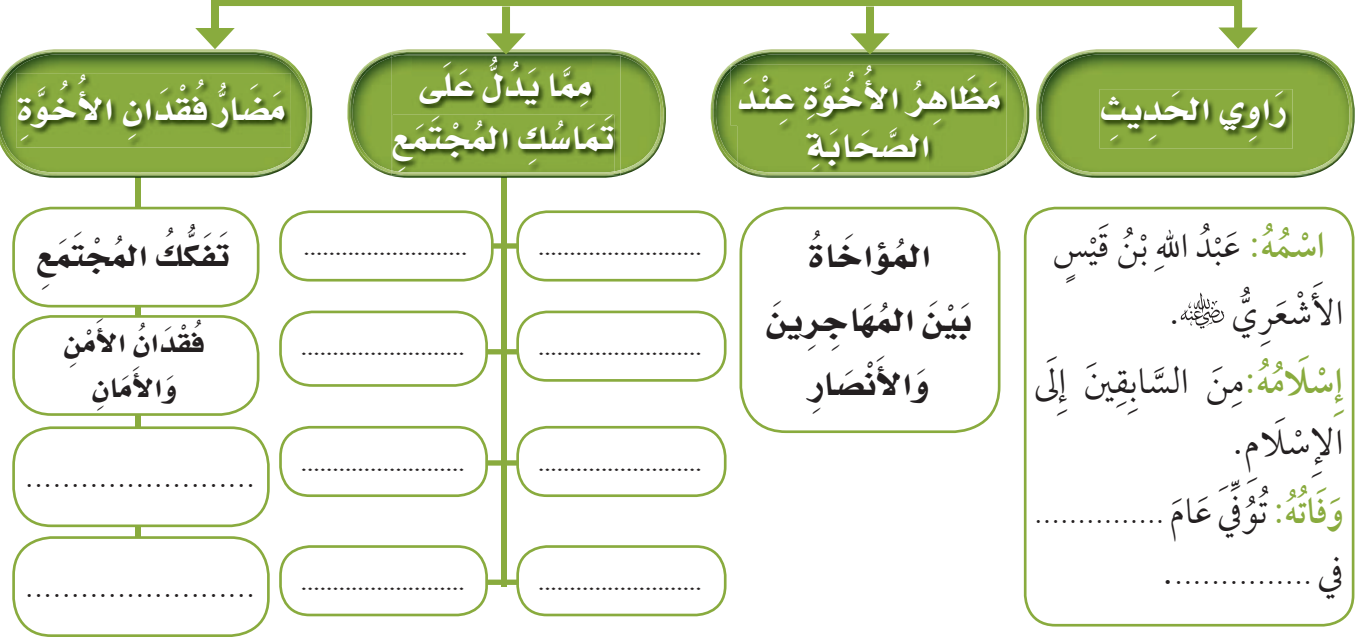 رَاوِي الحَدِيثِ
اسْمُهُ: عَبْدُ اللهِ بْنُ قَيْسٍ
الأَشْعَرِيُّ رضي الله عنه.
إِسْلَامُهُ: مِنَ السَّابِقِينَ إِلَى
الإِسْلَامِ.
وَفَاتُهُ: تُوُفِّيَ عَامَ ...............
في ................
مَظَاهِرُ الأُخُوَّةِ عِنْدَ
الصَّحَابَةِ
المُؤاخَاةُ
بَيْنَ المُهَاجِرِينَ
وَالأَنْصَارِ
مِمَّا يَدُلُّ عَلَى
تَمَاسُكِ المُجْتَمَعِ
..........................
..........................
..........................
..........................
..........................
..........................
..........................
..........................
مَضَارُّ فُقْدَانِ الأُخُوَّةِ
تَفَكُّكُ المُجْتَمَعِ
فُقْدَانُ الأَمْنِ
وَالأَمَانِ
.........................
.........................